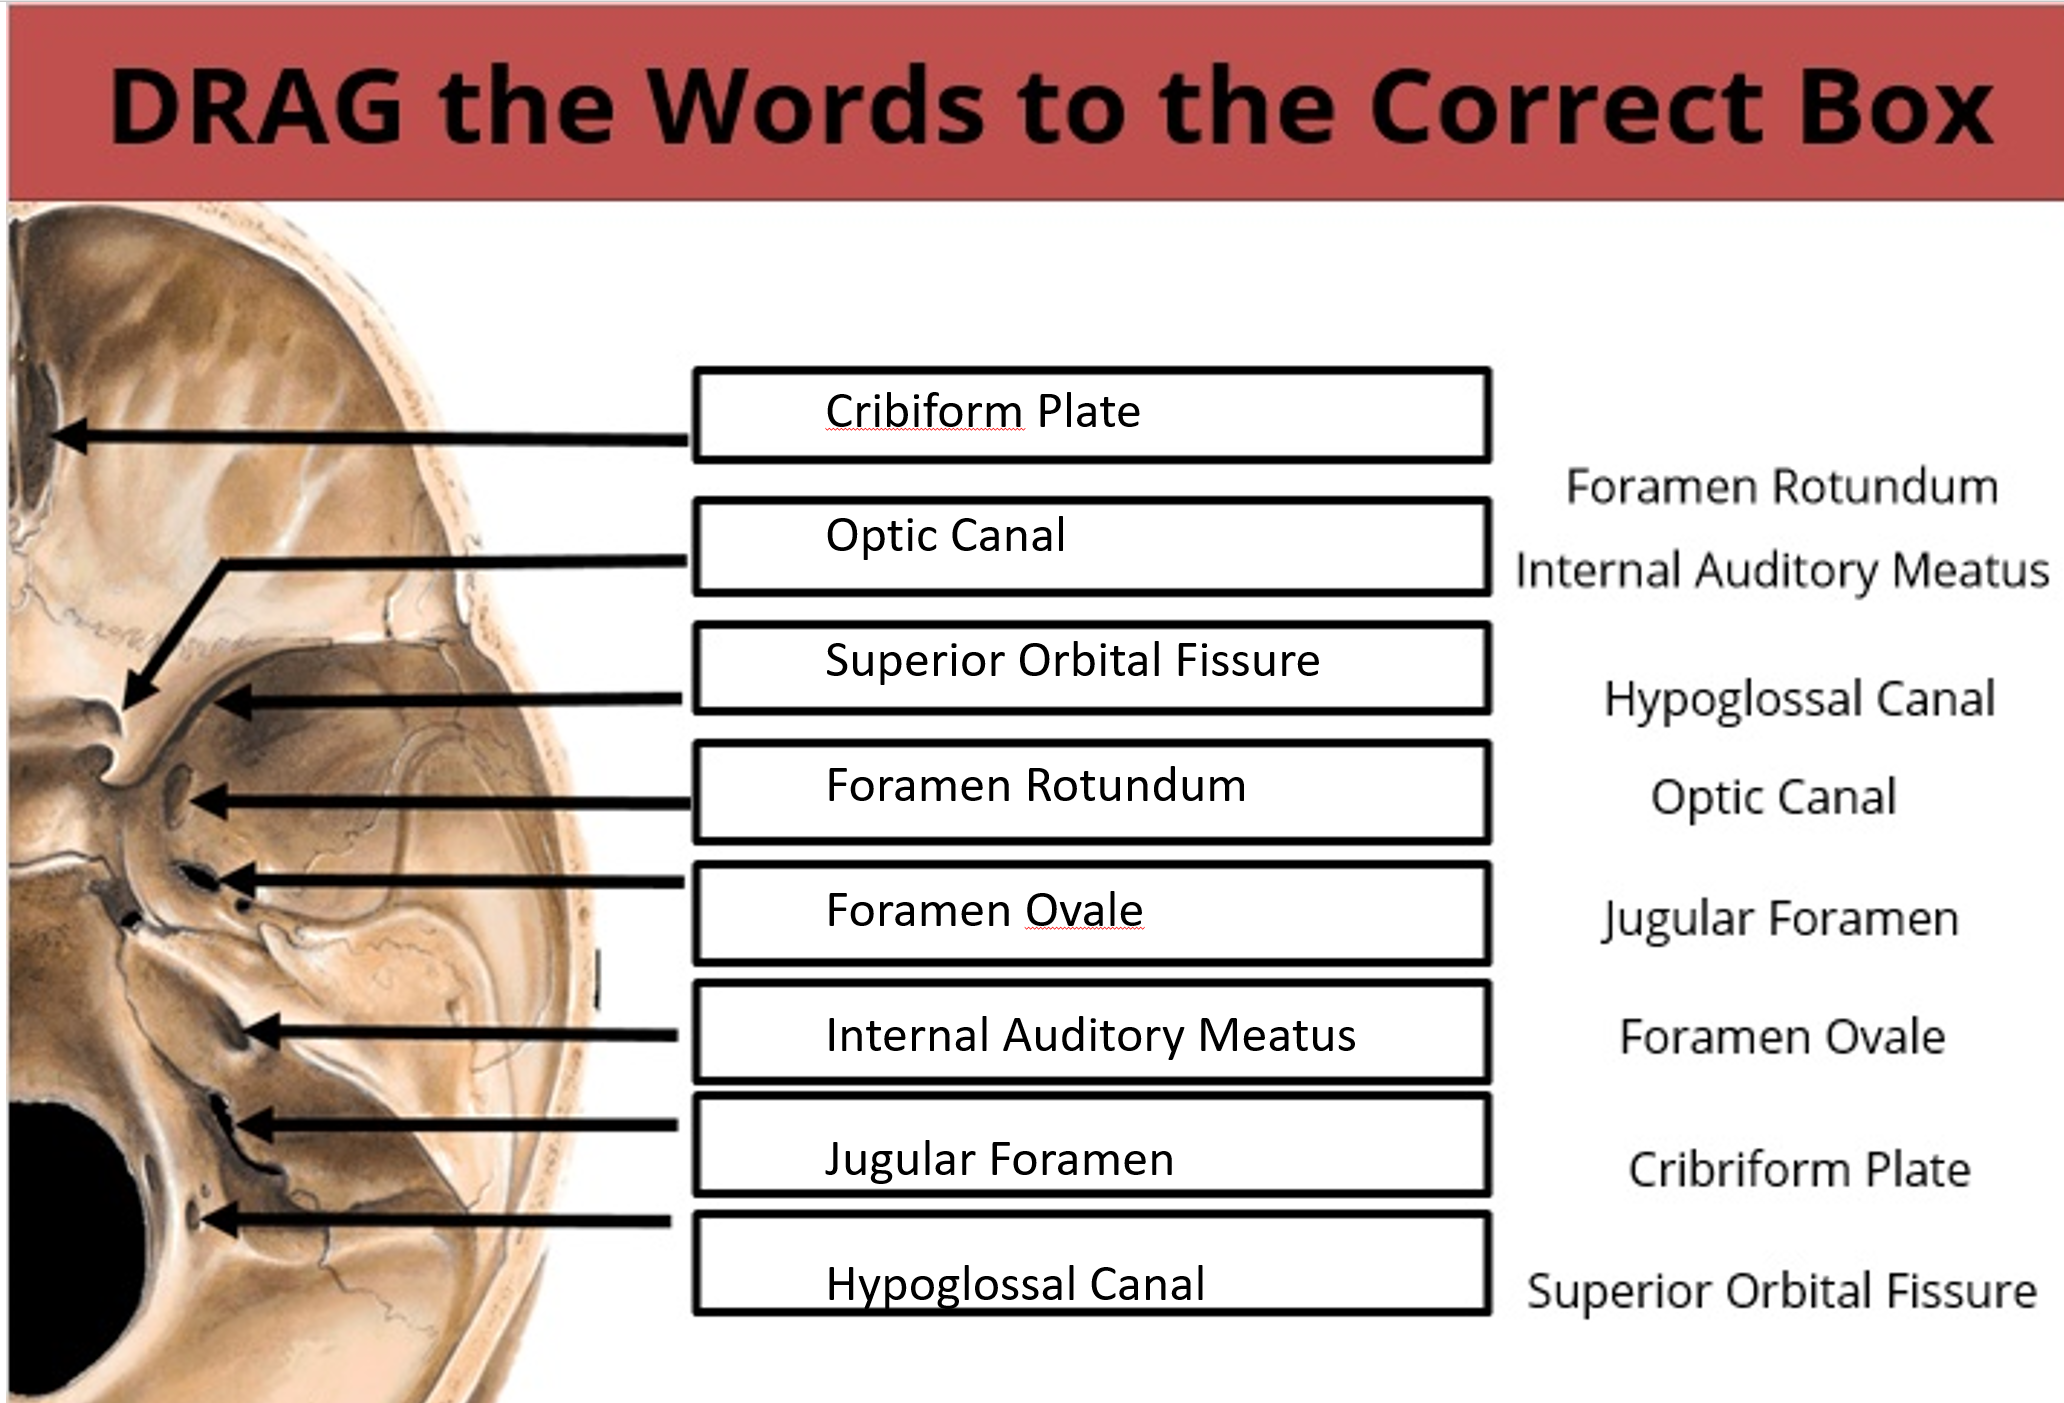 DRAG the Words to the Correct Box
Cribiform Plate
Optic Canal
Superior Orbital Fissure
Foramen Rotundum
Foramen Ovale
Internal Auditory Meatus
Jugular Foramen
Hypoglossal Canal
Foramen Rotundum
Internal Auditory Meatus
Hypoglossal Canal
Optic Canal
Jugular Foramen
Foramen Ovale
Cribriform Plate
Superior Orbital Fissure